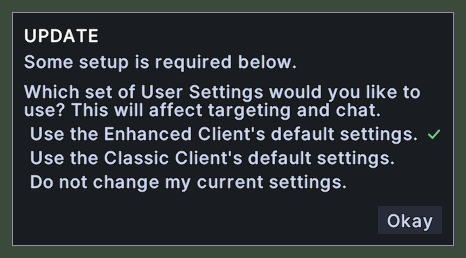 UPDATE
Some setup is required below.
Which set of User Settings would you like to
use? This will affect targeting and chat.
Use the Enhanced Client's default settings.
Use the Classic Client's default settings.
Do not change my current settings.
Okay